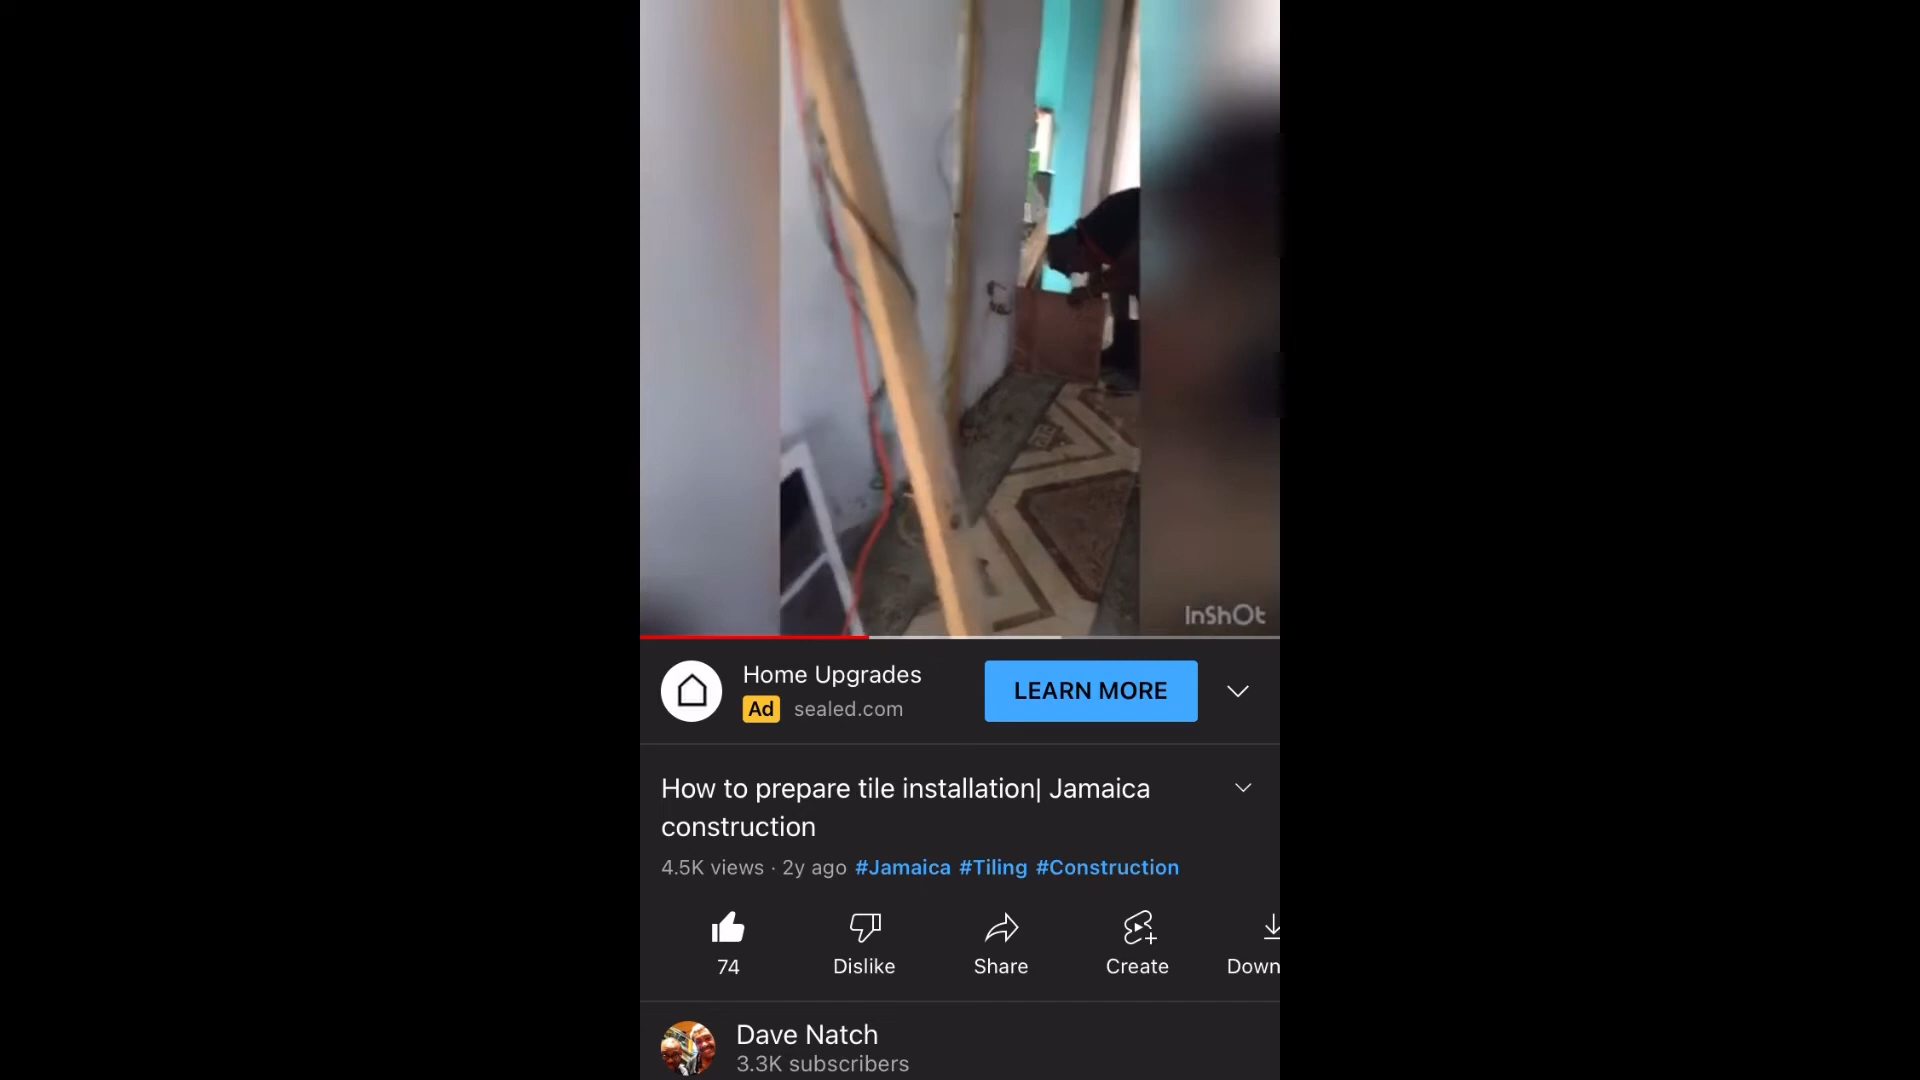 InShOt
Home Upgrades
Ad sealed.com
LEARN MORE
How to prepare tile installation| Jamaica
construction
4.5K views · 2y ago #Jamaica #Tiling #Construction
74 Dislike Share Create Down
Dave Natch
3.3K subscribers